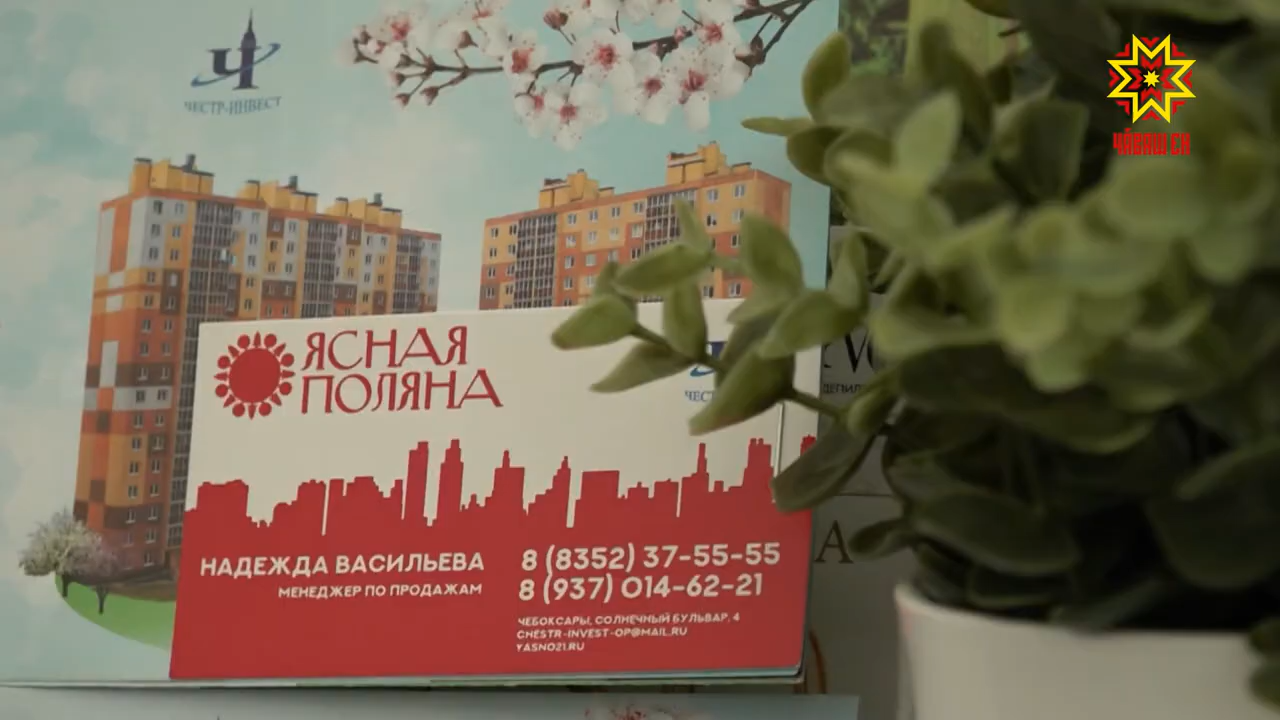 ЧЕСТР-ИНВЕСТ
ЧӐВАШ ЕН
ЯСНАЯ
ПОЛЯНА
НАДЕЖДА ВАСИЛЬЕВА
МЕНЕДЖЕР ПО ПРОДАЖАМ
8 (8352) 37-55-55
8 (937) 014-62-21
ЧЕБОКСАРЫ, СОЛНЕЧНЫЙ БУЛЬВАР, 4
CHESTR-INVEST-OP@MAIL.RU
YASNO21.RU